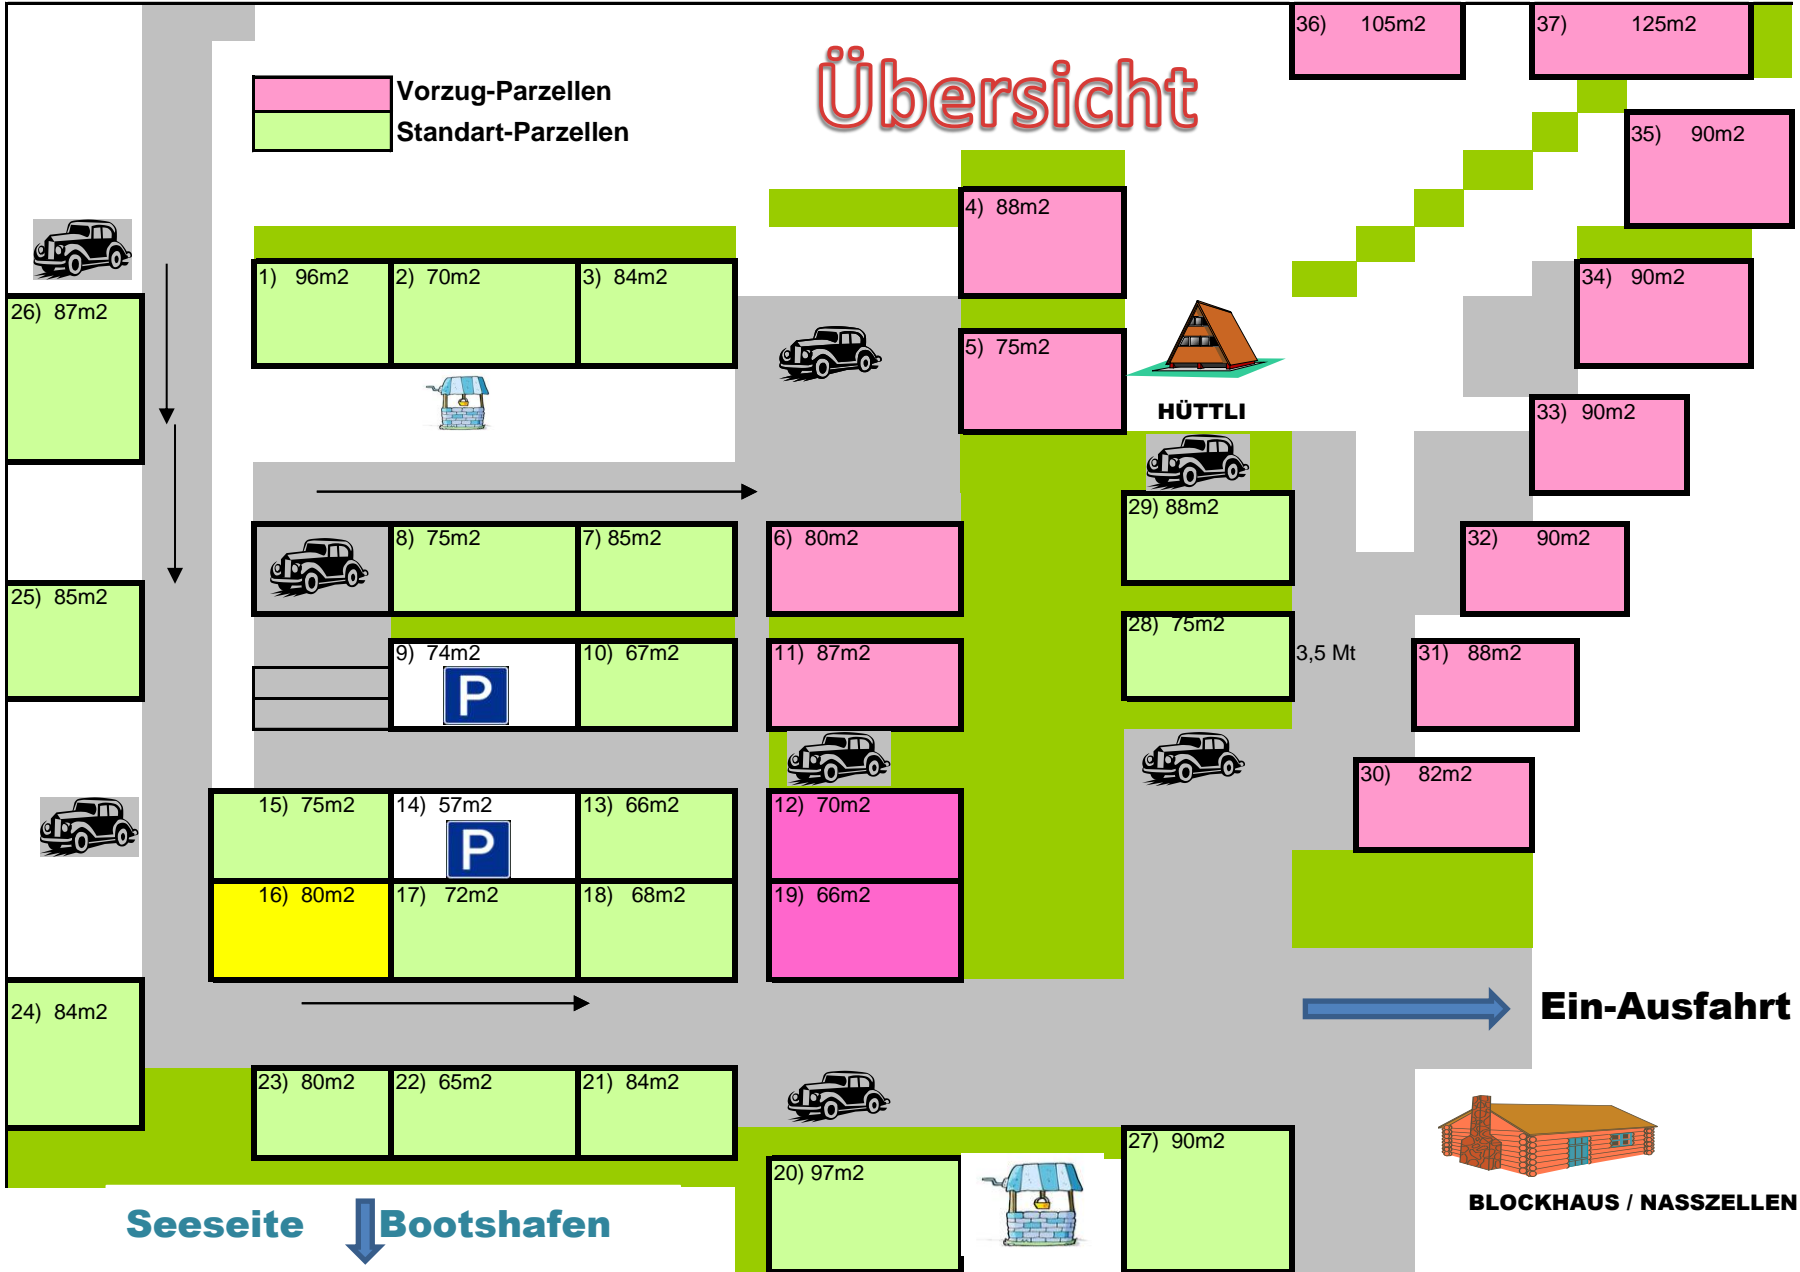 36) 105m2
37) 125m2
Übersicht
Vorzug-Parzellen
Standart-Parzellen
35) 90m2
4) 88m2
1) 96m2
2) 70m2
3) 84m2
34) 90m2
26) 87m2
5) 75m2
HÜTTLI
33) 90m2
29) 88m2
8) 75m2
7) 85m2
6) 80m2
32) 90m2
25) 85m2
28) 75m2
9) 74m2
10) 67m2
11) 87m2
3,5 Mt
31) 88m2
P
30) 82m2
15) 75m2
14) 57m2
13) 66m2
12) 70m2
P
16) 80m2
17) 72m2
18) 68m2
19) 66m2
24) 84m2
Ein-Ausfahrt
23) 80m2
22) 65m2
21) 84m2
27) 90m2
20) 97m2
BLOCKHAUS / NASSZELLEN
Seeseite Bootshafen